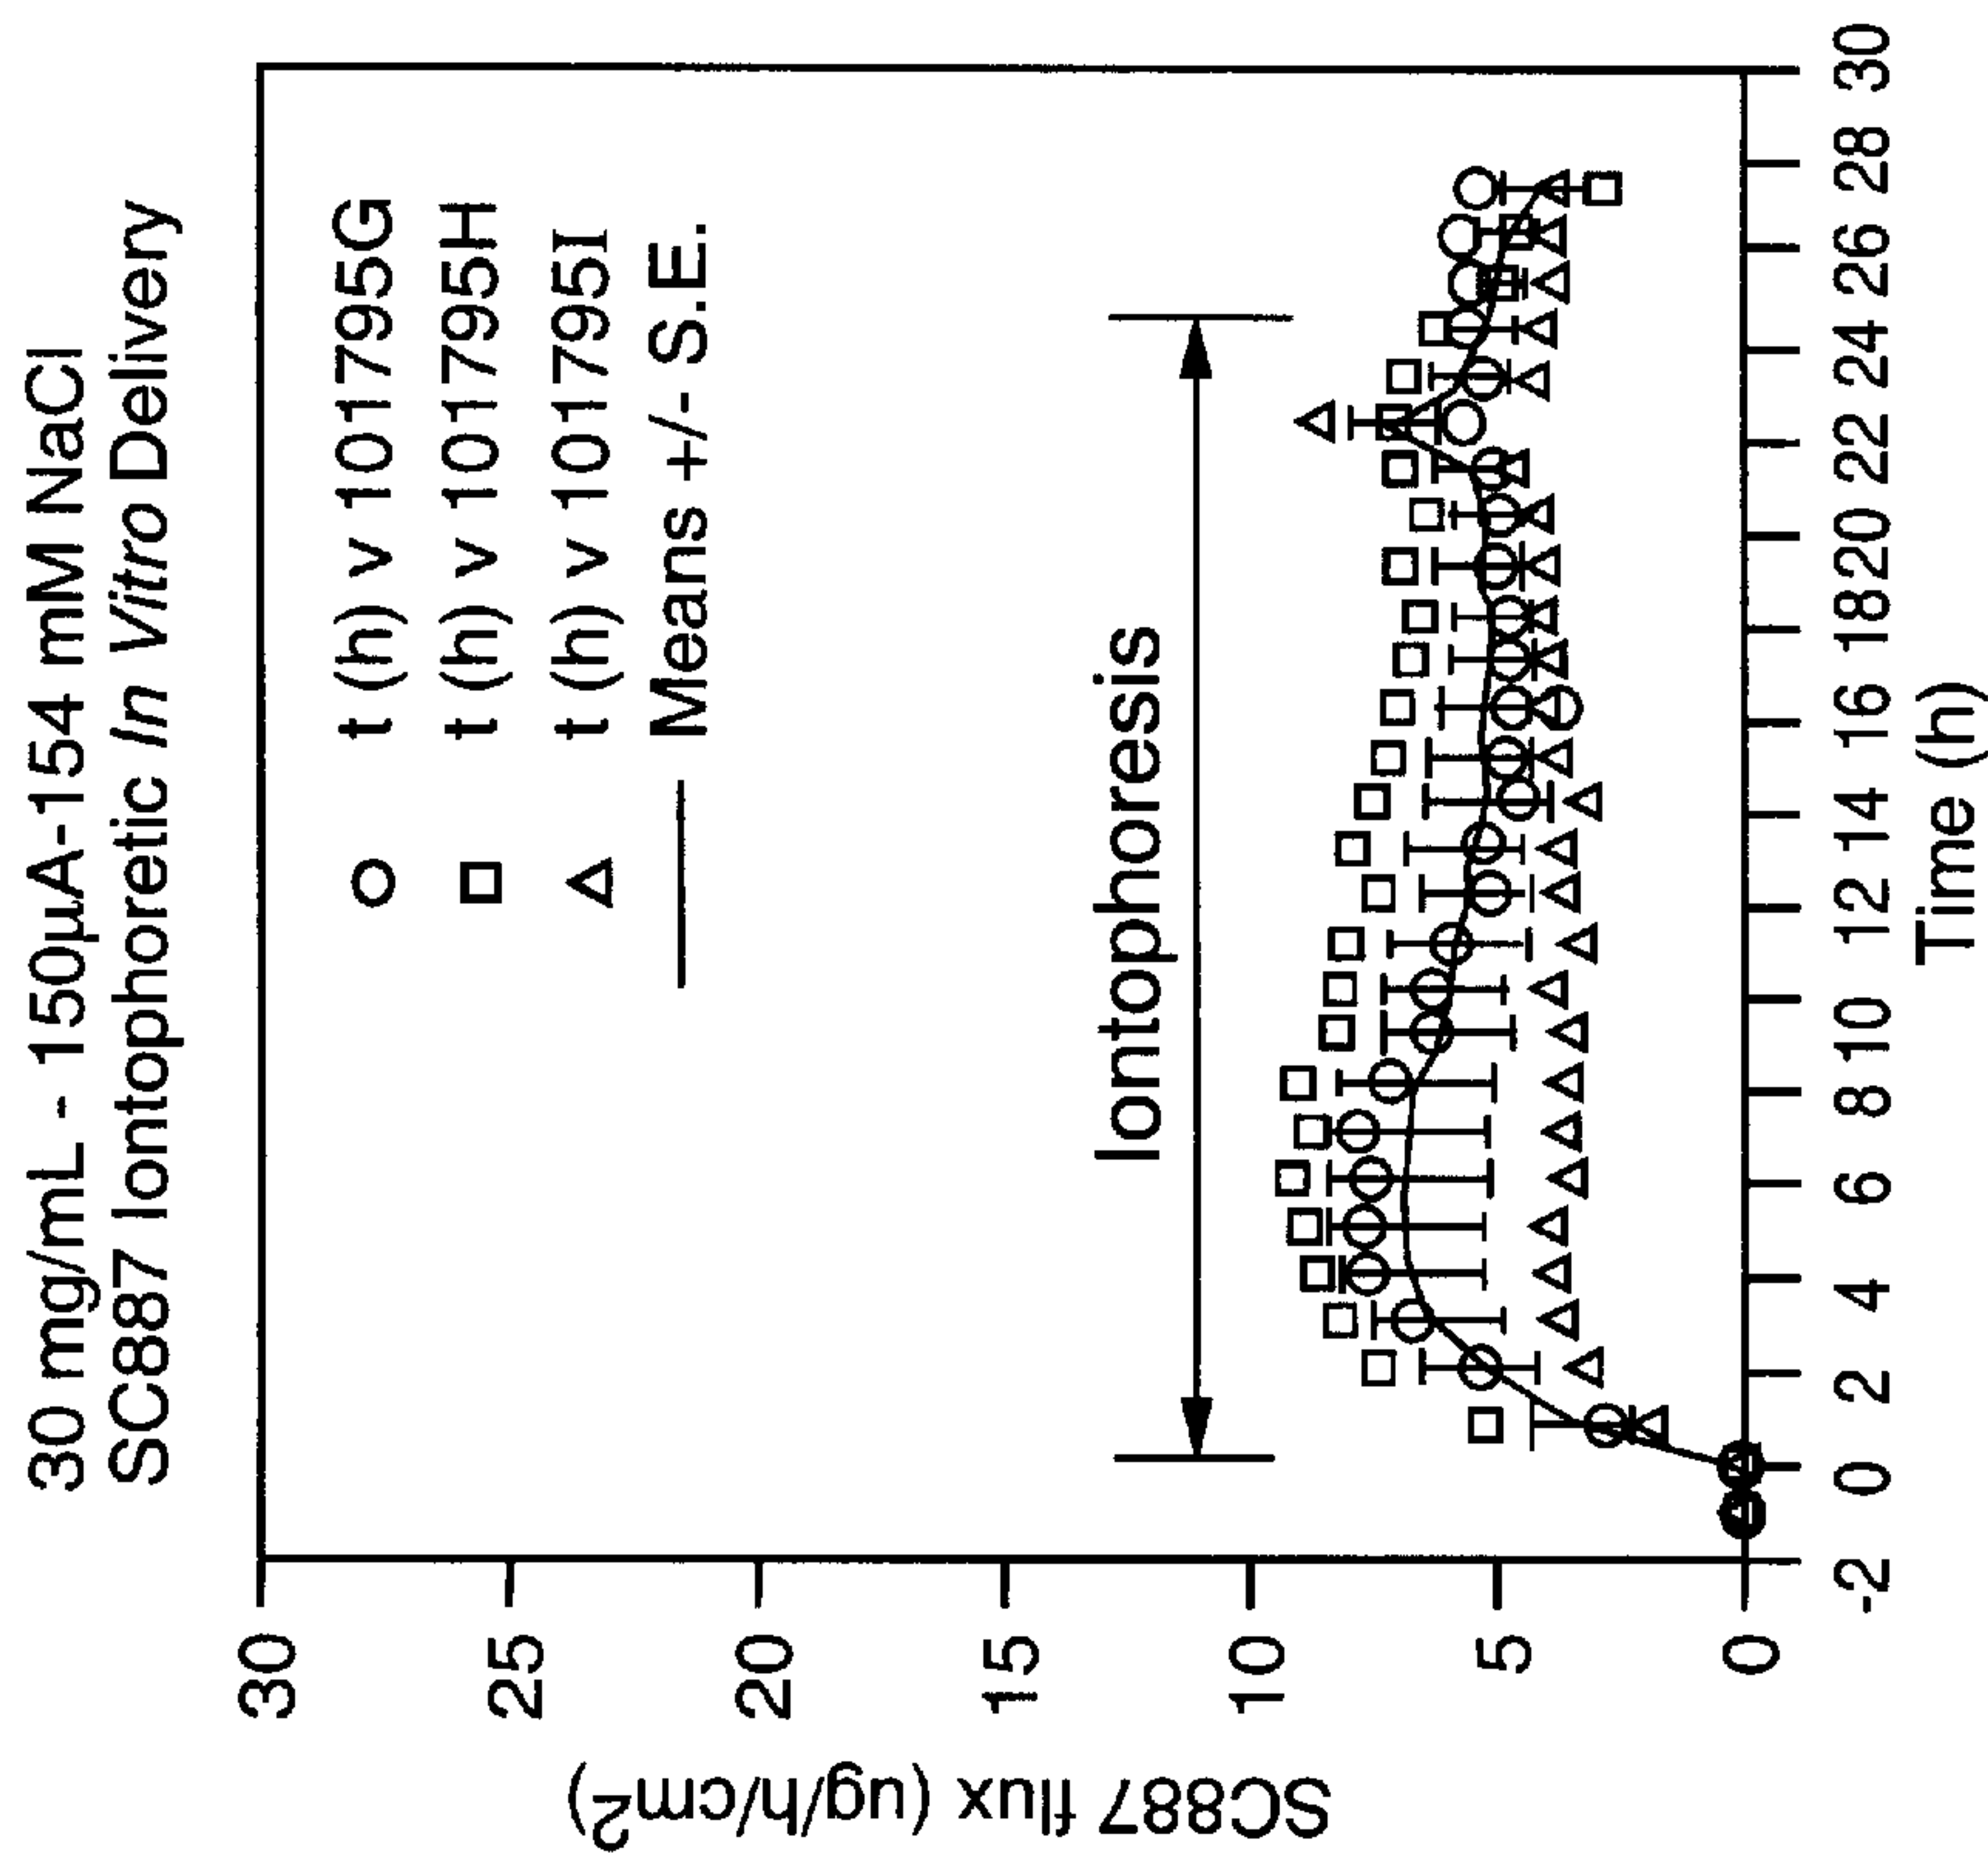 30 mg/mL - 150µA-154 mM NaCl
SC887 Iontophoretic In Vitro Delivery
t (h) v 101795G
t (h) v 101795H
t (h) v 101795I
Means +/- S.E.
Iontophoresis
30
25
20
15
10
5
0
SC887 flux (ug/h/cm2)
-2 0 2 4 6 8 10 12 14 16 18 20 22 24 26 28 30
Time (h)